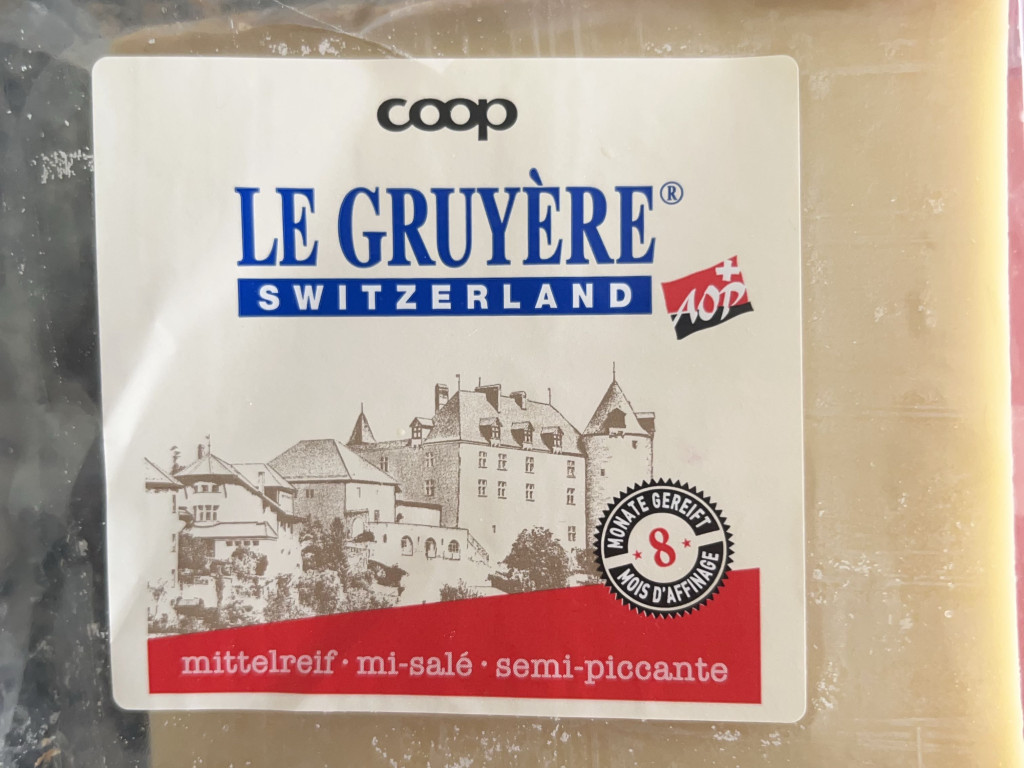 coop
LE GRUYÈRE®
SWITZERLAND
AOP
MONATE GEREIFT
8
MOIS D'AFFINAGE
mittelreif · mi-salé · semi-piccante